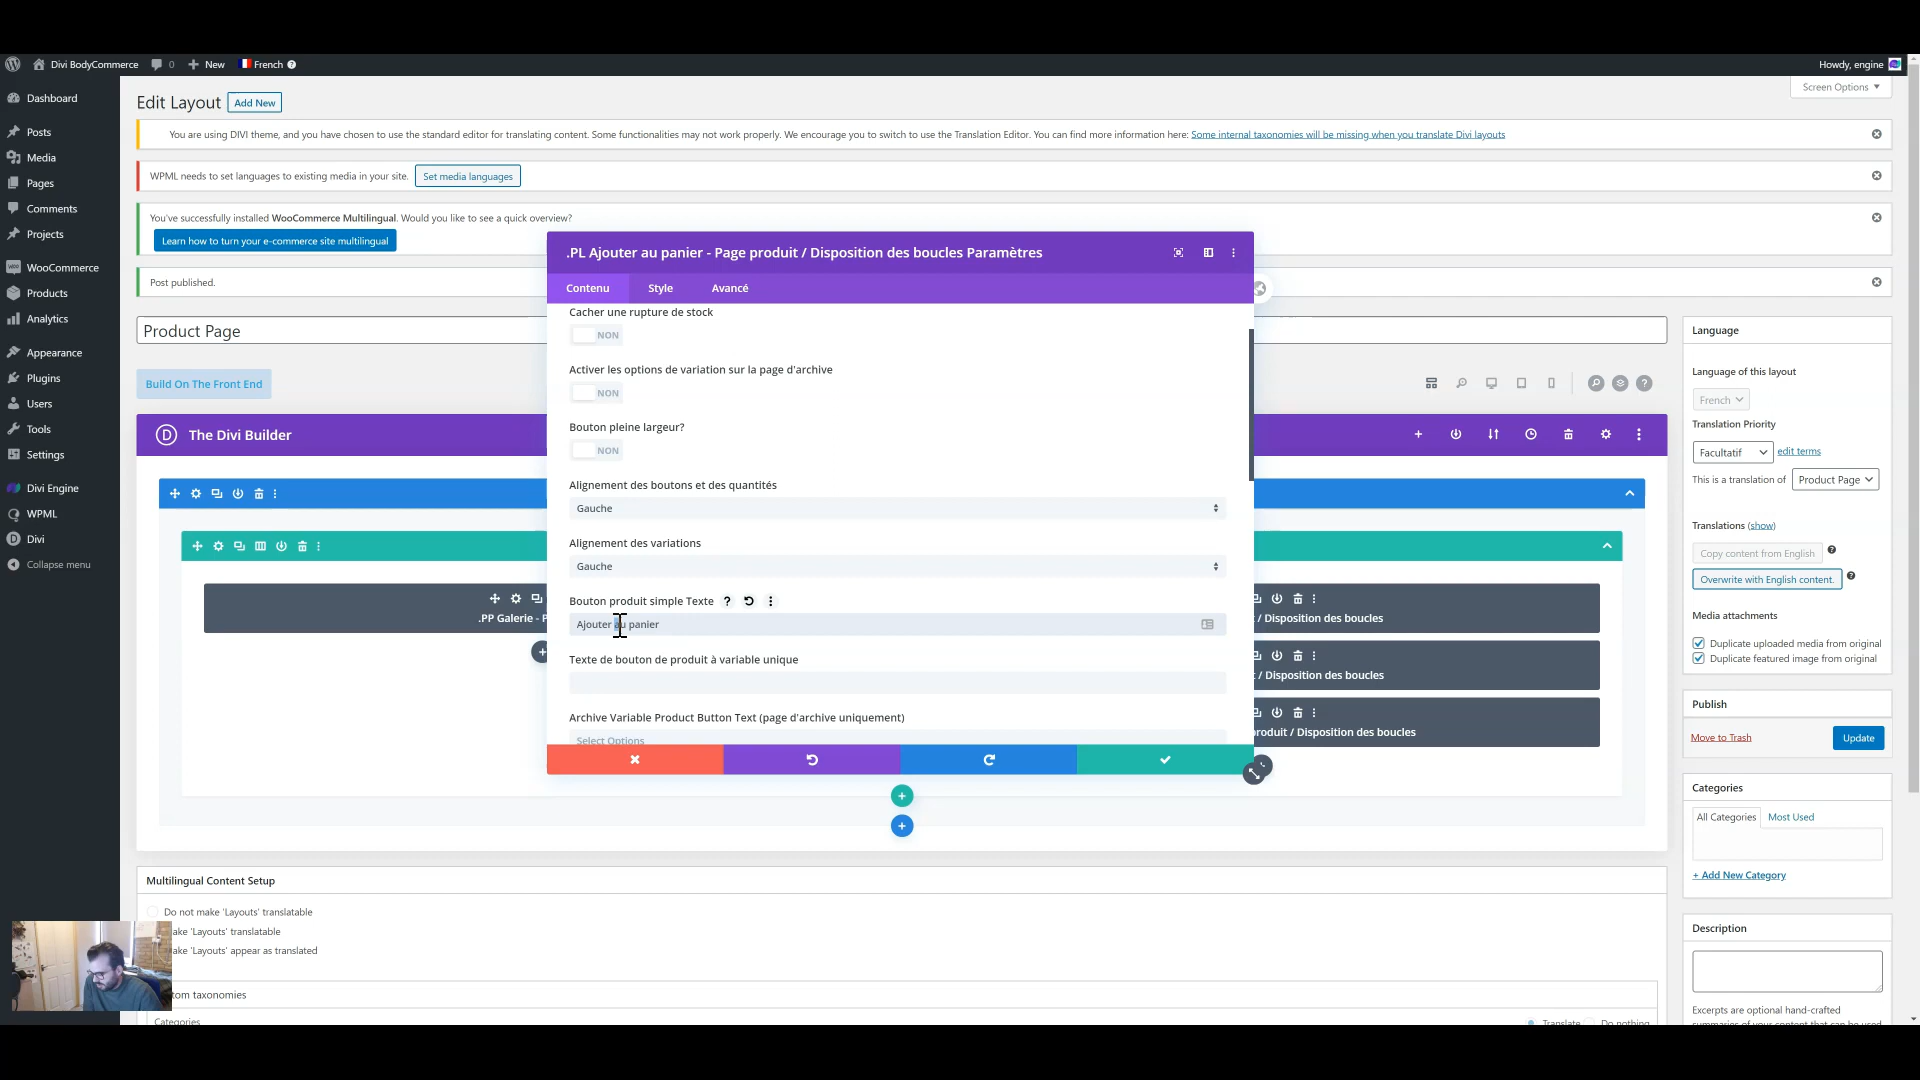 Divi BodyCommerce 0 New French Howdy, engine
Dashboard
Posts
Media
Pages
Comments
Projects
WooCommerce
Products
Analytics
Appearance
Plugins
Users
Tools
Settings
Divi Engine
WPML
Divi
Collapse menu
Edit Layout Add New Screen Options
You are using DIVI theme, and you have chosen to use the standard editor for translating content. Some functionalities may not work properly. We encourage you to switch to use the Translation Editor. You can find more information here: Some internal taxonomies will be missing when you translate Divi layouts
WPML needs to set languages to existing media in your site. Set media languages
You've successfully installed WooCommerce Multilingual. Would you like to see a quick overview?
Learn how to turn your e-commerce site multilingual
Post published.
Product Page
Build On The Front End
The Divi Builder
.PP Galerie - P
/ Disposition des boucles
/ Disposition des boucles
roduit / Disposition des boucles
.PL Ajouter au panier - Page produit / Disposition des boucles Paramètres
Contenu Style Avancé
Cacher une rupture de stock
NON
Activer les options de variation sur la page d'archive
NON
Bouton pleine largeur?
NON
Alignement des boutons et des quantités
Gauche
Alignement des variations
Gauche
Bouton produit simple Texte
Ajouter au panier
Texte de bouton de produit à variable unique
Archive Variable Product Button Text (page d'archive uniquement)
Select Options
Multilingual Content Setup
Do not make 'Layouts' translatable
ake 'Layouts' translatable
ake 'Layouts' appear as translated
tom taxonomies
Categories Translate Do nothing
Language
Language of this layout
French
Translation Priority
Facultatif edit terms
This is a translation of Product Page
Translations (show)
Copy content from English
Overwrite with English content.
Media attachments
Duplicate uploaded media from original
Duplicate featured image from original
Publish
Move to Trash Update
Categories
All Categories Most Used
+ Add New Category
Description
Excerpts are optional hand-crafted
summaries of your content that can be used